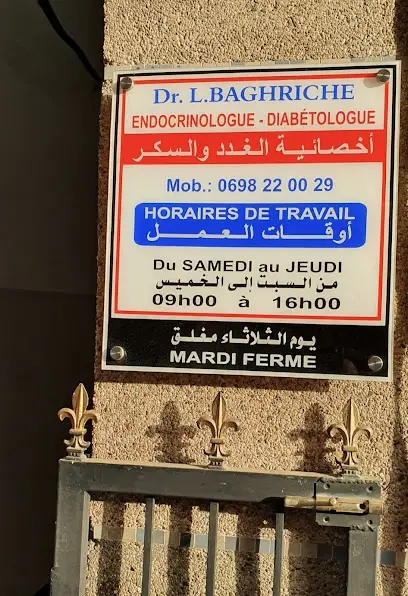 Dr. L.BAGHRICHE
ENDOCRINOLOGUE - DIABÉTOLOGUE
أخصائية الغدد والسكر
Mob.: 0698 22 00 29
HORAIRES DE TRAVAIL
أوقات العمل
Du SAMEDI au JEUDI
من السبت إلى الخميس
09h00 à 16h00
يوم الثلاثاء مغلق
MARDI FERME